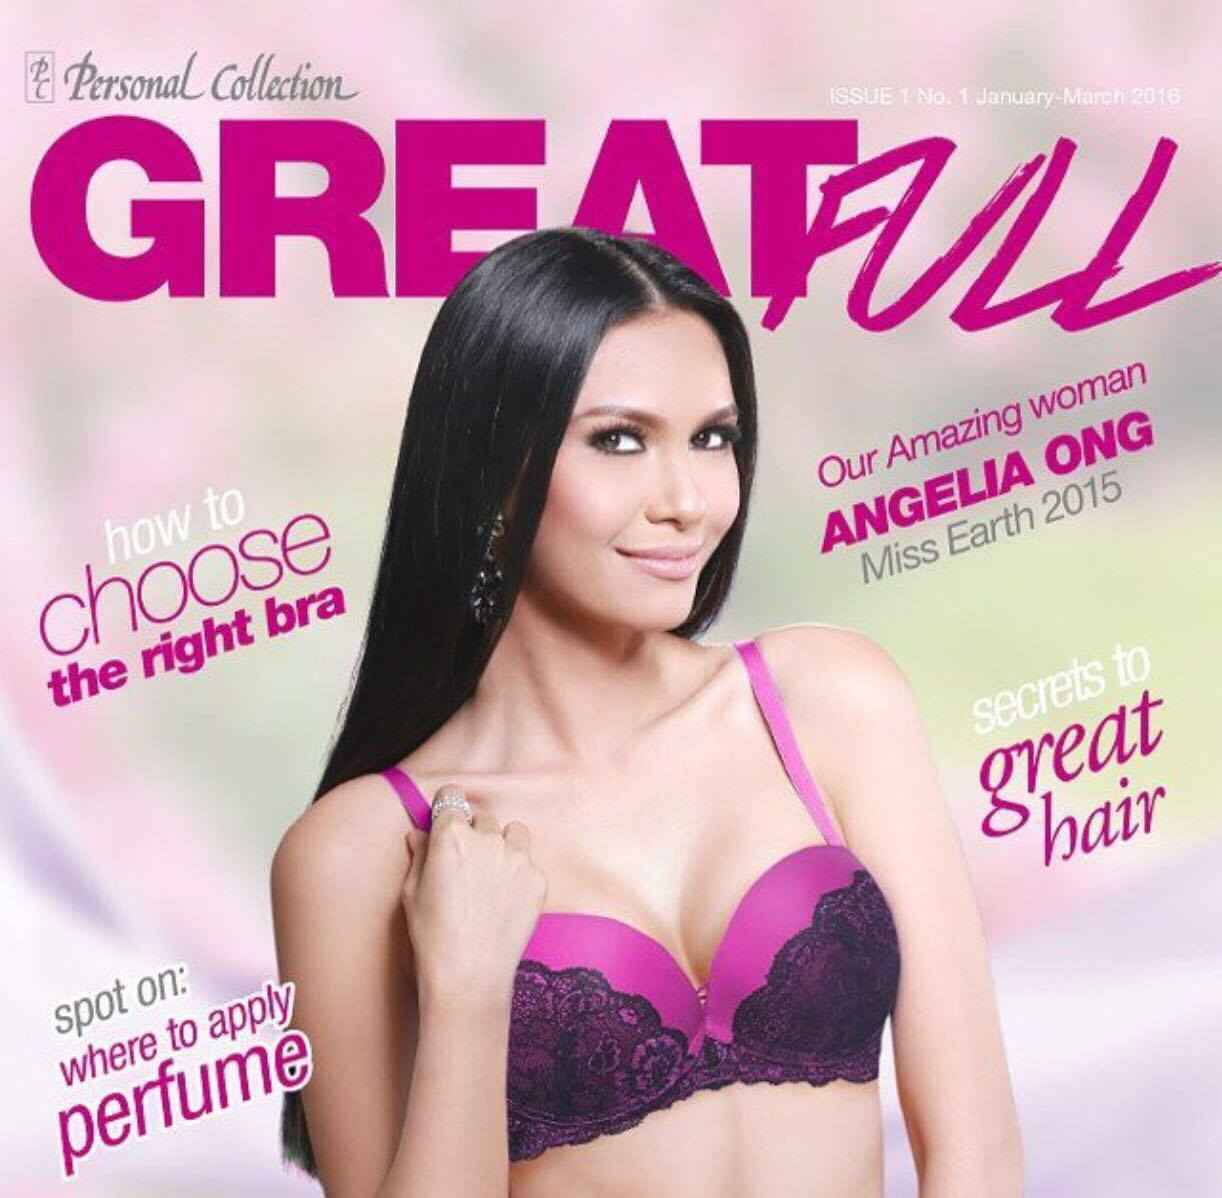 PC Personal Collection
ISSUE 1 No. 1 January-March 2016
GREATFULL
Our Amazing woman
ANGELIA ONG
Miss Earth 2015
how to
choose
the right bra
secrets to
great
hair
spot on:
where to apply
perfume